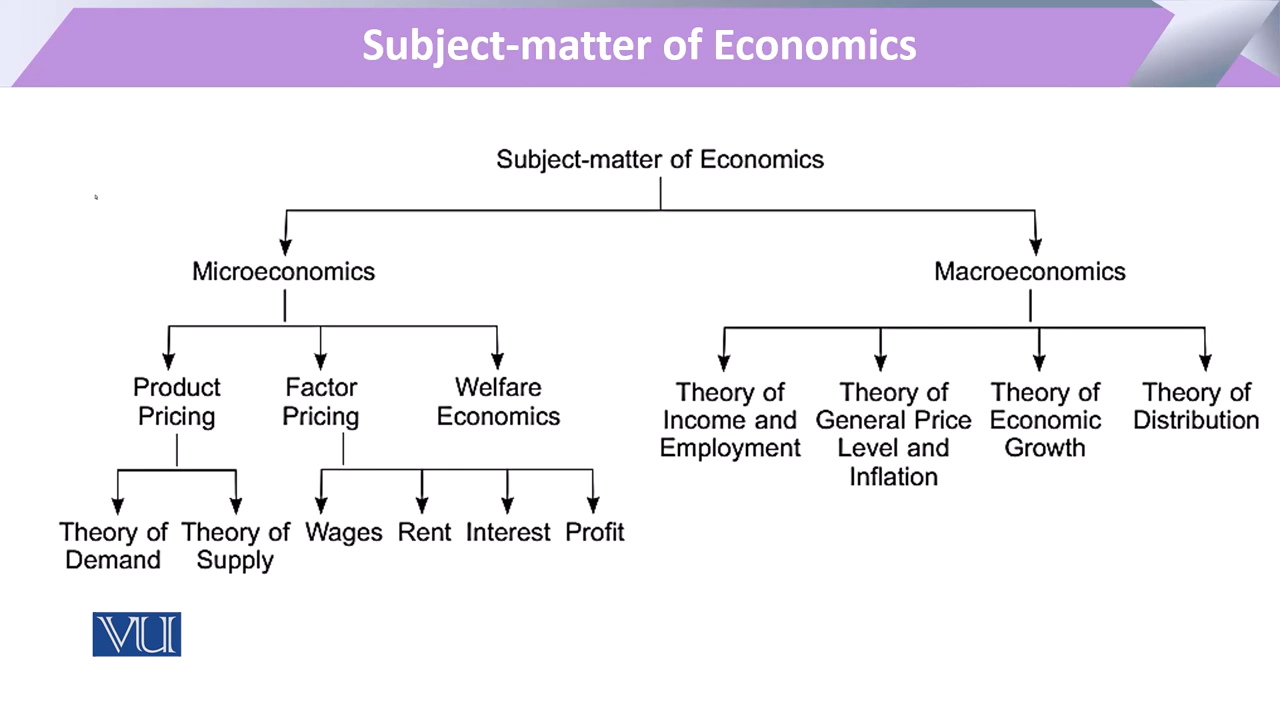 Subject-matter of Economics
Subject-matter of Economics
Microeconomics
Macroeconomics
Product
Pricing
Factor
Pricing
Welfare
Economics
Theory of
Income and
Employment
Theory of
General Price
Level and
Inflation
Theory of
Economic
Growth
Theory of
Distribution
Theory of
Demand
Theory of
Supply
Wages
Rent
Interest
Profit
VU